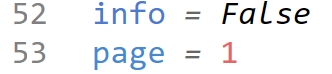 52 info = False
53 page = 1